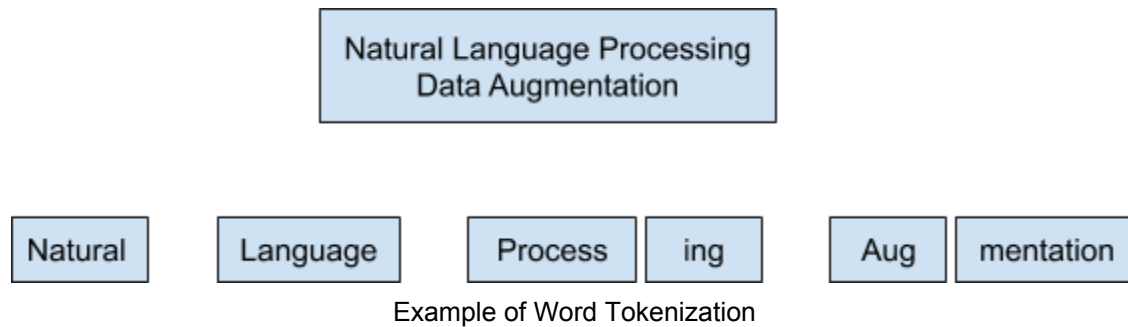 Natural Language Processing
Data Augmentation
Natural Language Process ing Aug mentation
Example of Word Tokenization